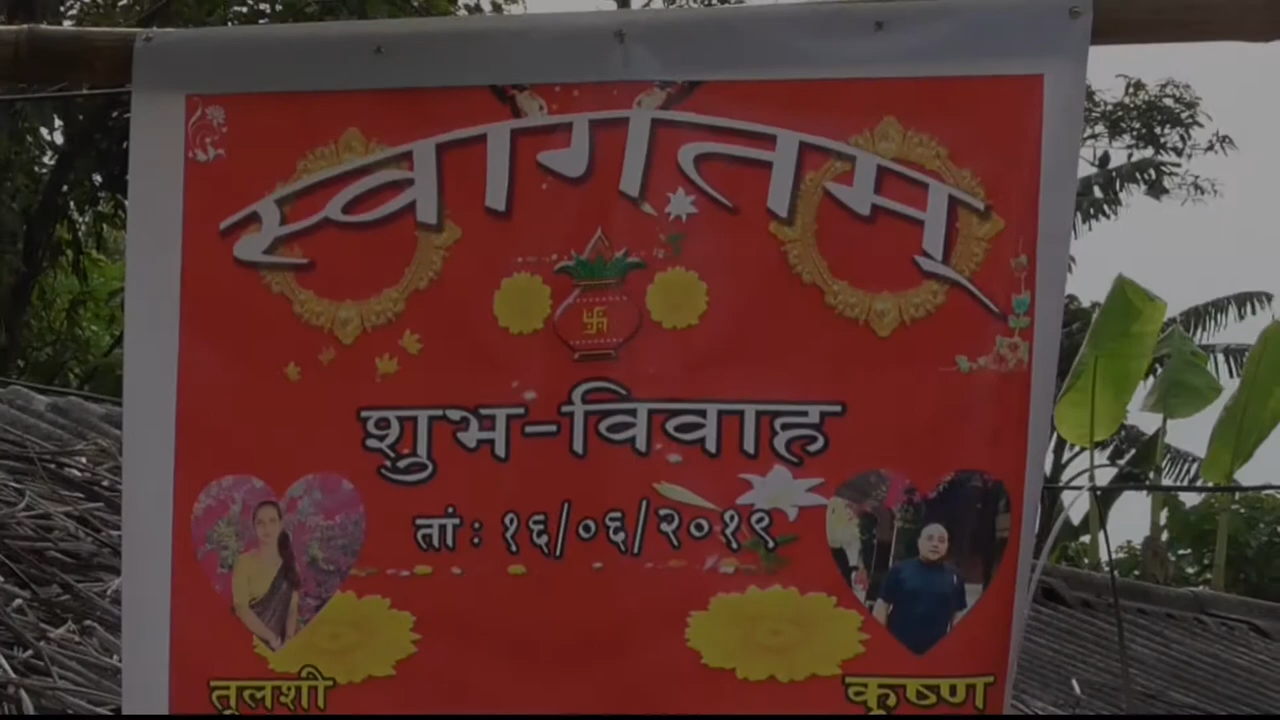 स्वागतम्
शुभ-विवाह
तां : १६/०६/२०१९
तुलशी
कृष्ण